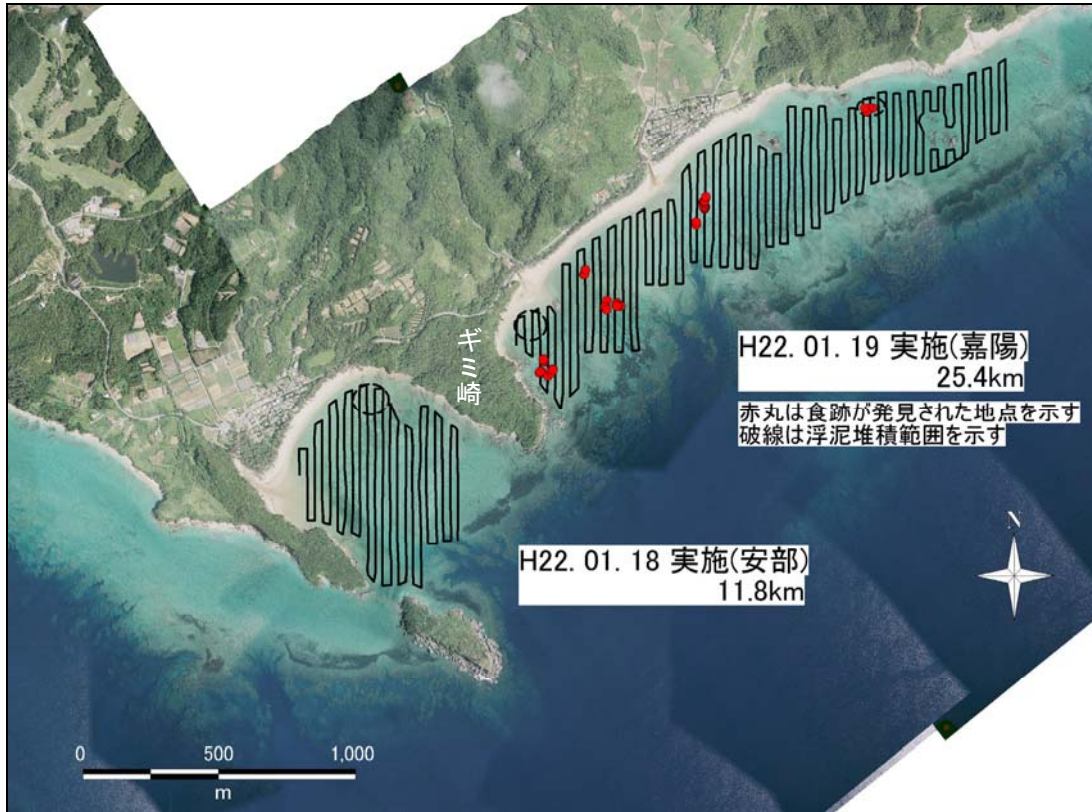 ギミ崎
H22. 01. 19 実施(嘉陽)
25.4km
赤丸は食跡が発見された地点を示す
破線は浮泥堆積範囲を示す
H22. 01. 18 実施(安部)
11.8km
N
0 500 1,000
m